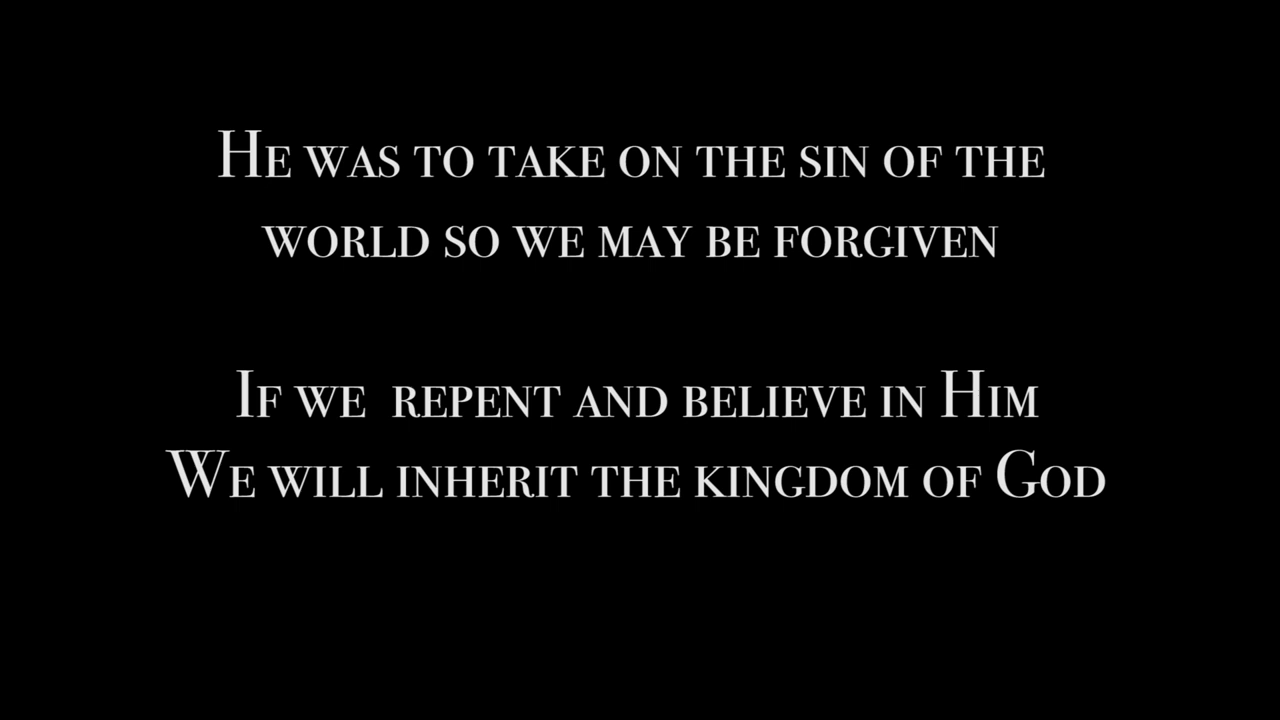 He was to take on the sin of the
world so we may be forgiven
If we  repent and believe in Him
We will inherit the kingdom of God